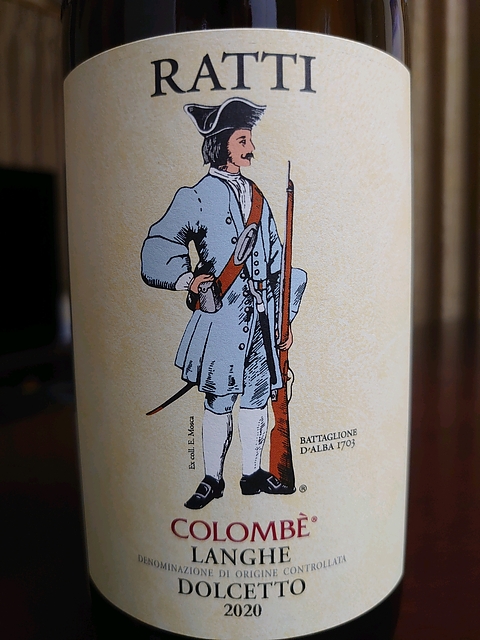 RATTI
Ex coll. E. Mosca
BATTAGLIONE
D'ALBA 1703
®
COLOMBÈ®
LANGHE
DENOMINAZIONE DI ORIGINE CONTROLLATA
DOLCETTO
2020